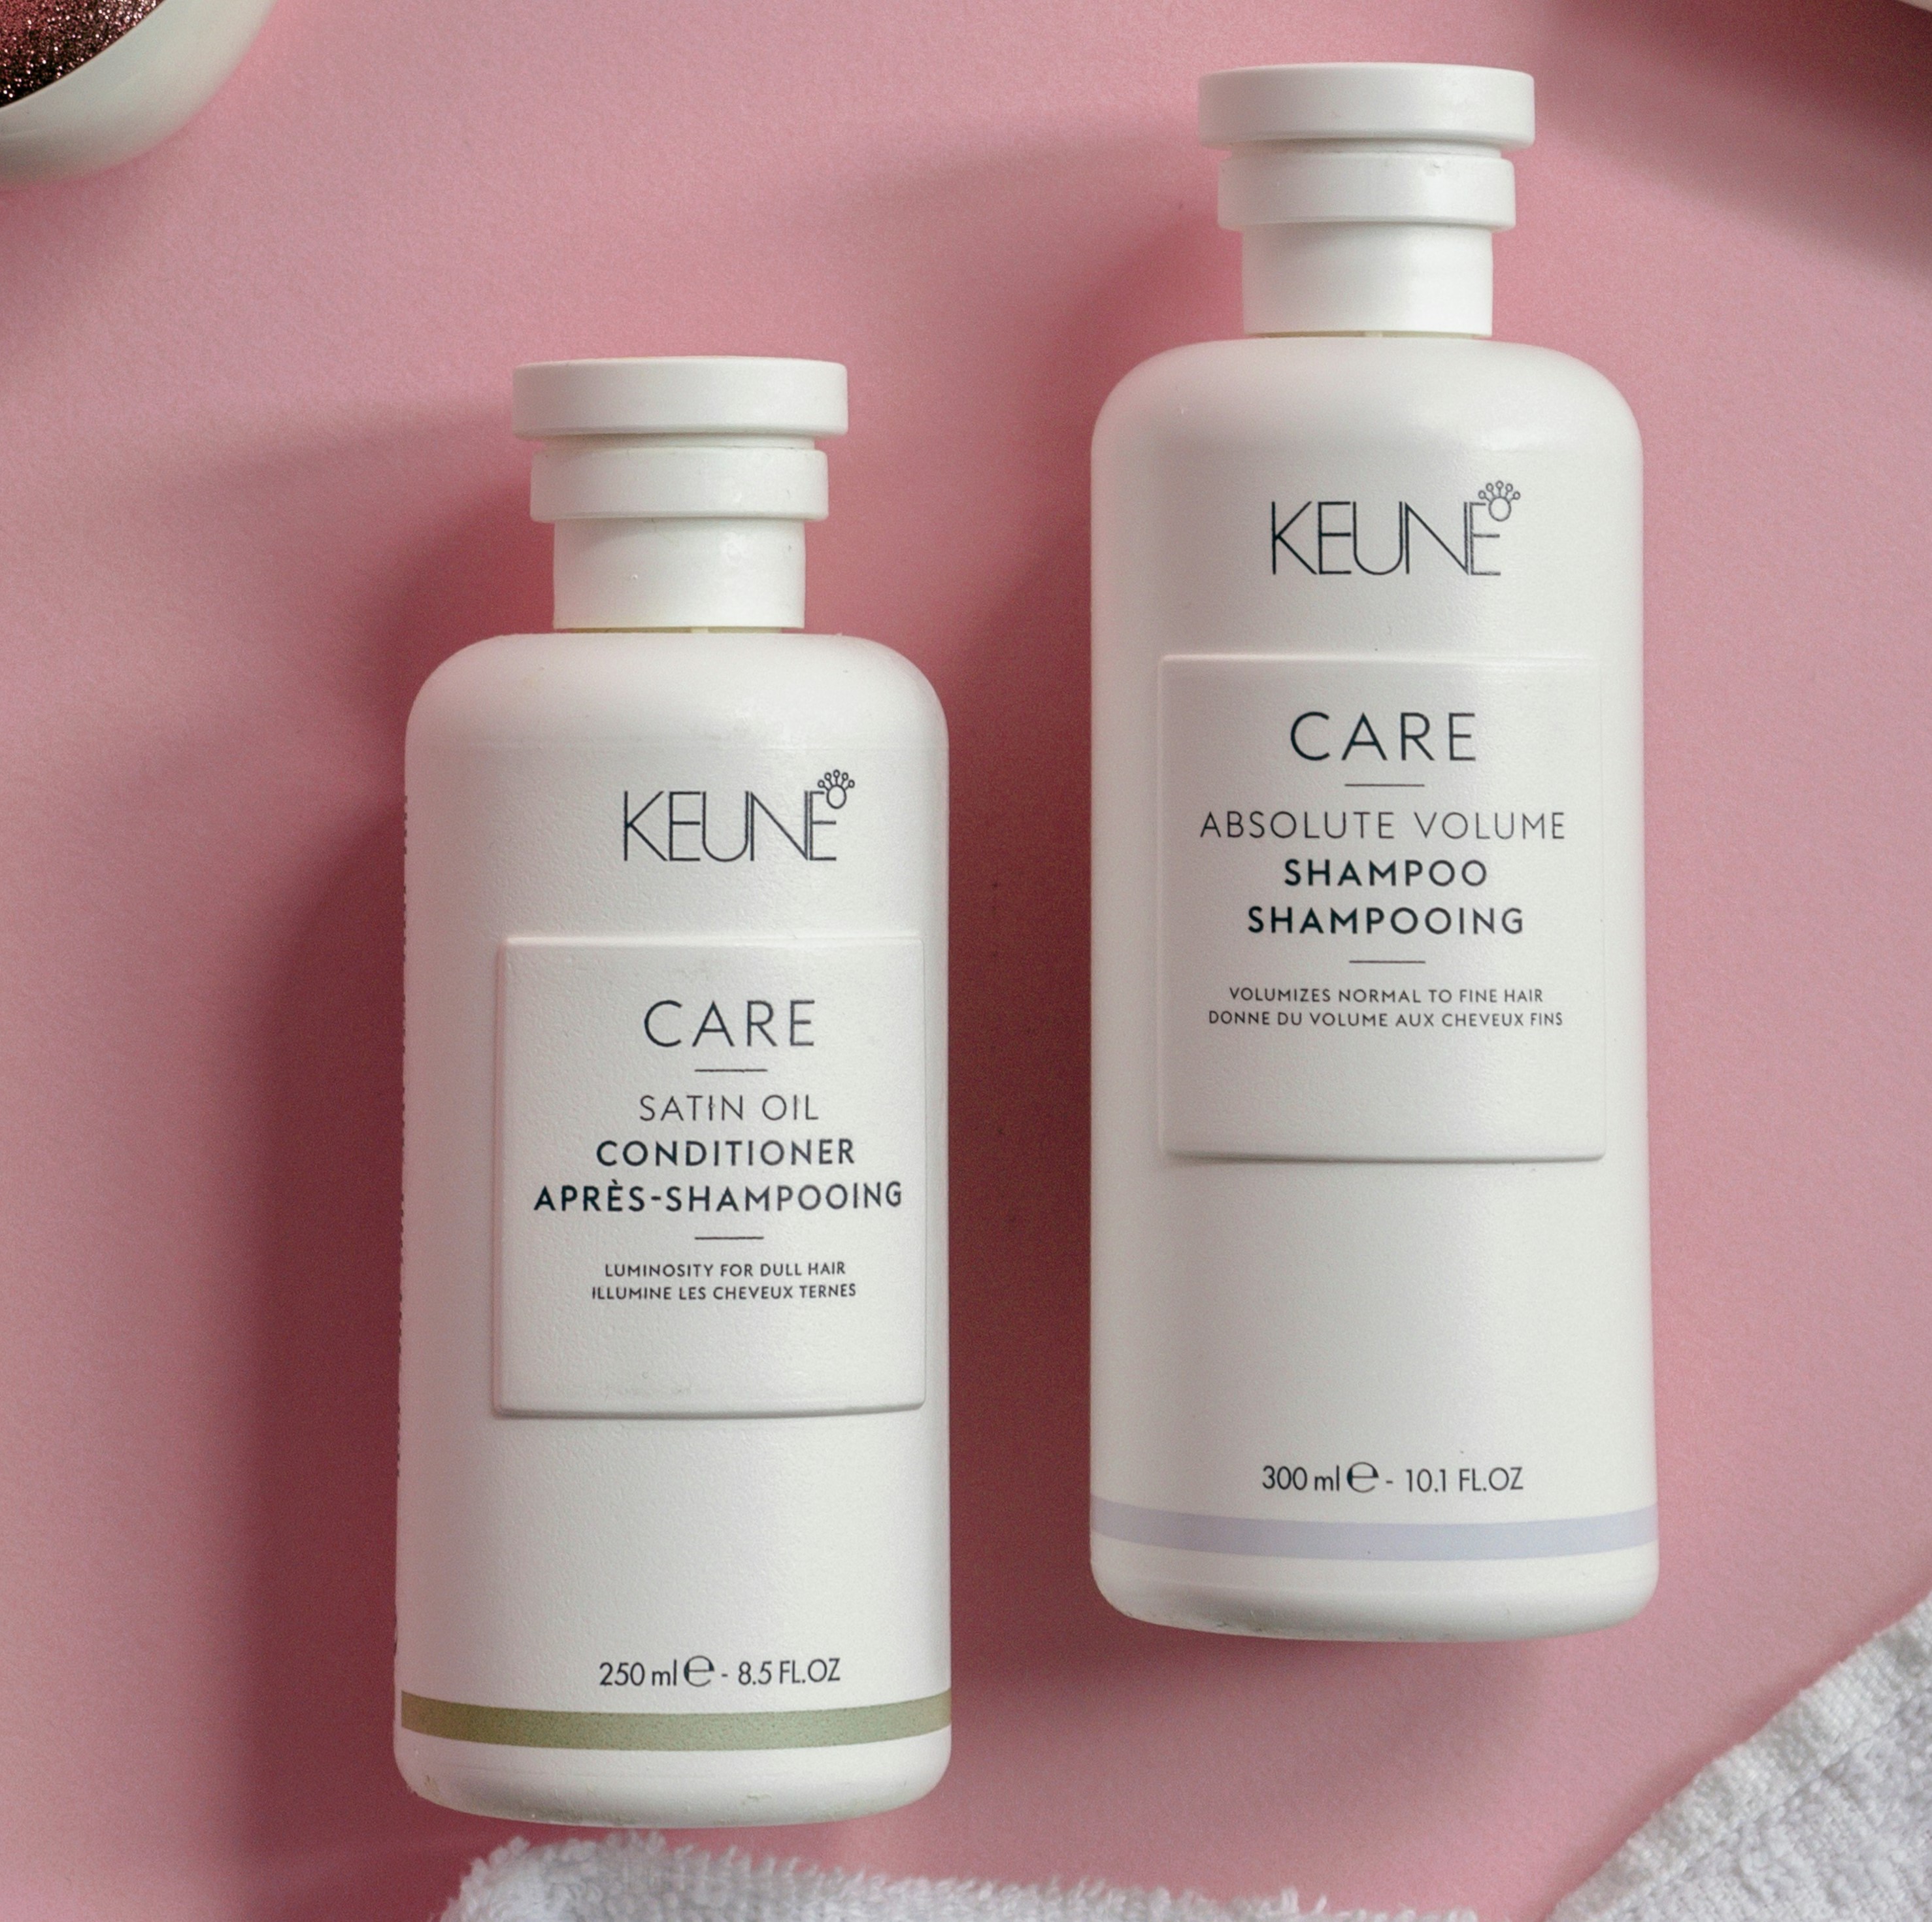 KEUNE
CARE
SATIN OIL
CONDITIONER
APRÈS-SHAMPOOING
LUMINOSITY FOR DULL HAIR
ILLUMINE LES CHEVEUX TERNES
250 ml ℮ - 8.5 FL.OZ
KEUNE
CARE
ABSOLUTE VOLUME
SHAMPOO
SHAMPOOING
VOLUMIZES NORMAL TO FINE HAIR
DONNE DU VOLUME AUX CHEVEUX FINS
300 ml ℮ - 10.1 FL.OZ